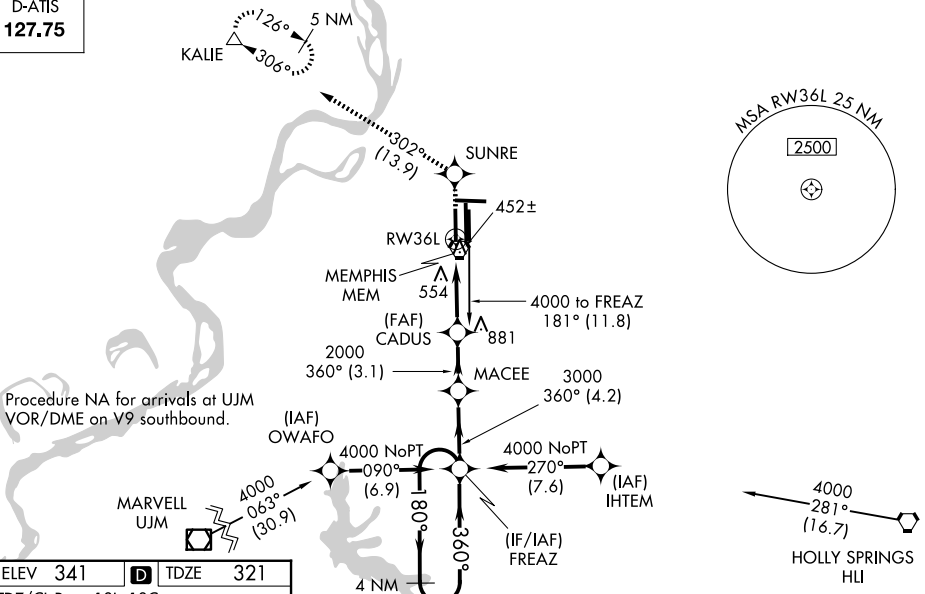 D-ATIS
127.75
126°
5 NM
KALIE
306°
302°
(13.9)
SUNRE
MSA RW36L 25 NM
2500
452±
RW36L
MEMPHIS
MEM
554
4000 to FREAZ
181° (11.8)
(FAF)
CADUS
881
2000
360° (3.1)
MACEE
3000
360° (4.2)
Procedure NA for arrivals at UJM
VOR/DME on V9 southbound.
(IAF)
OWAFO
4000 NoPT
090°
(6.9)
4000 NoPT
270°
(7.6)
(IAF)
IHTEM
MARVELL
UJM
4000
063°
(30.9)
180°
360°
(IF/IAF)
FREAZ
4000
281°
(16.7)
HOLLY SPRINGS
HLI
4 NM
ELEV 341 D TDZE 321